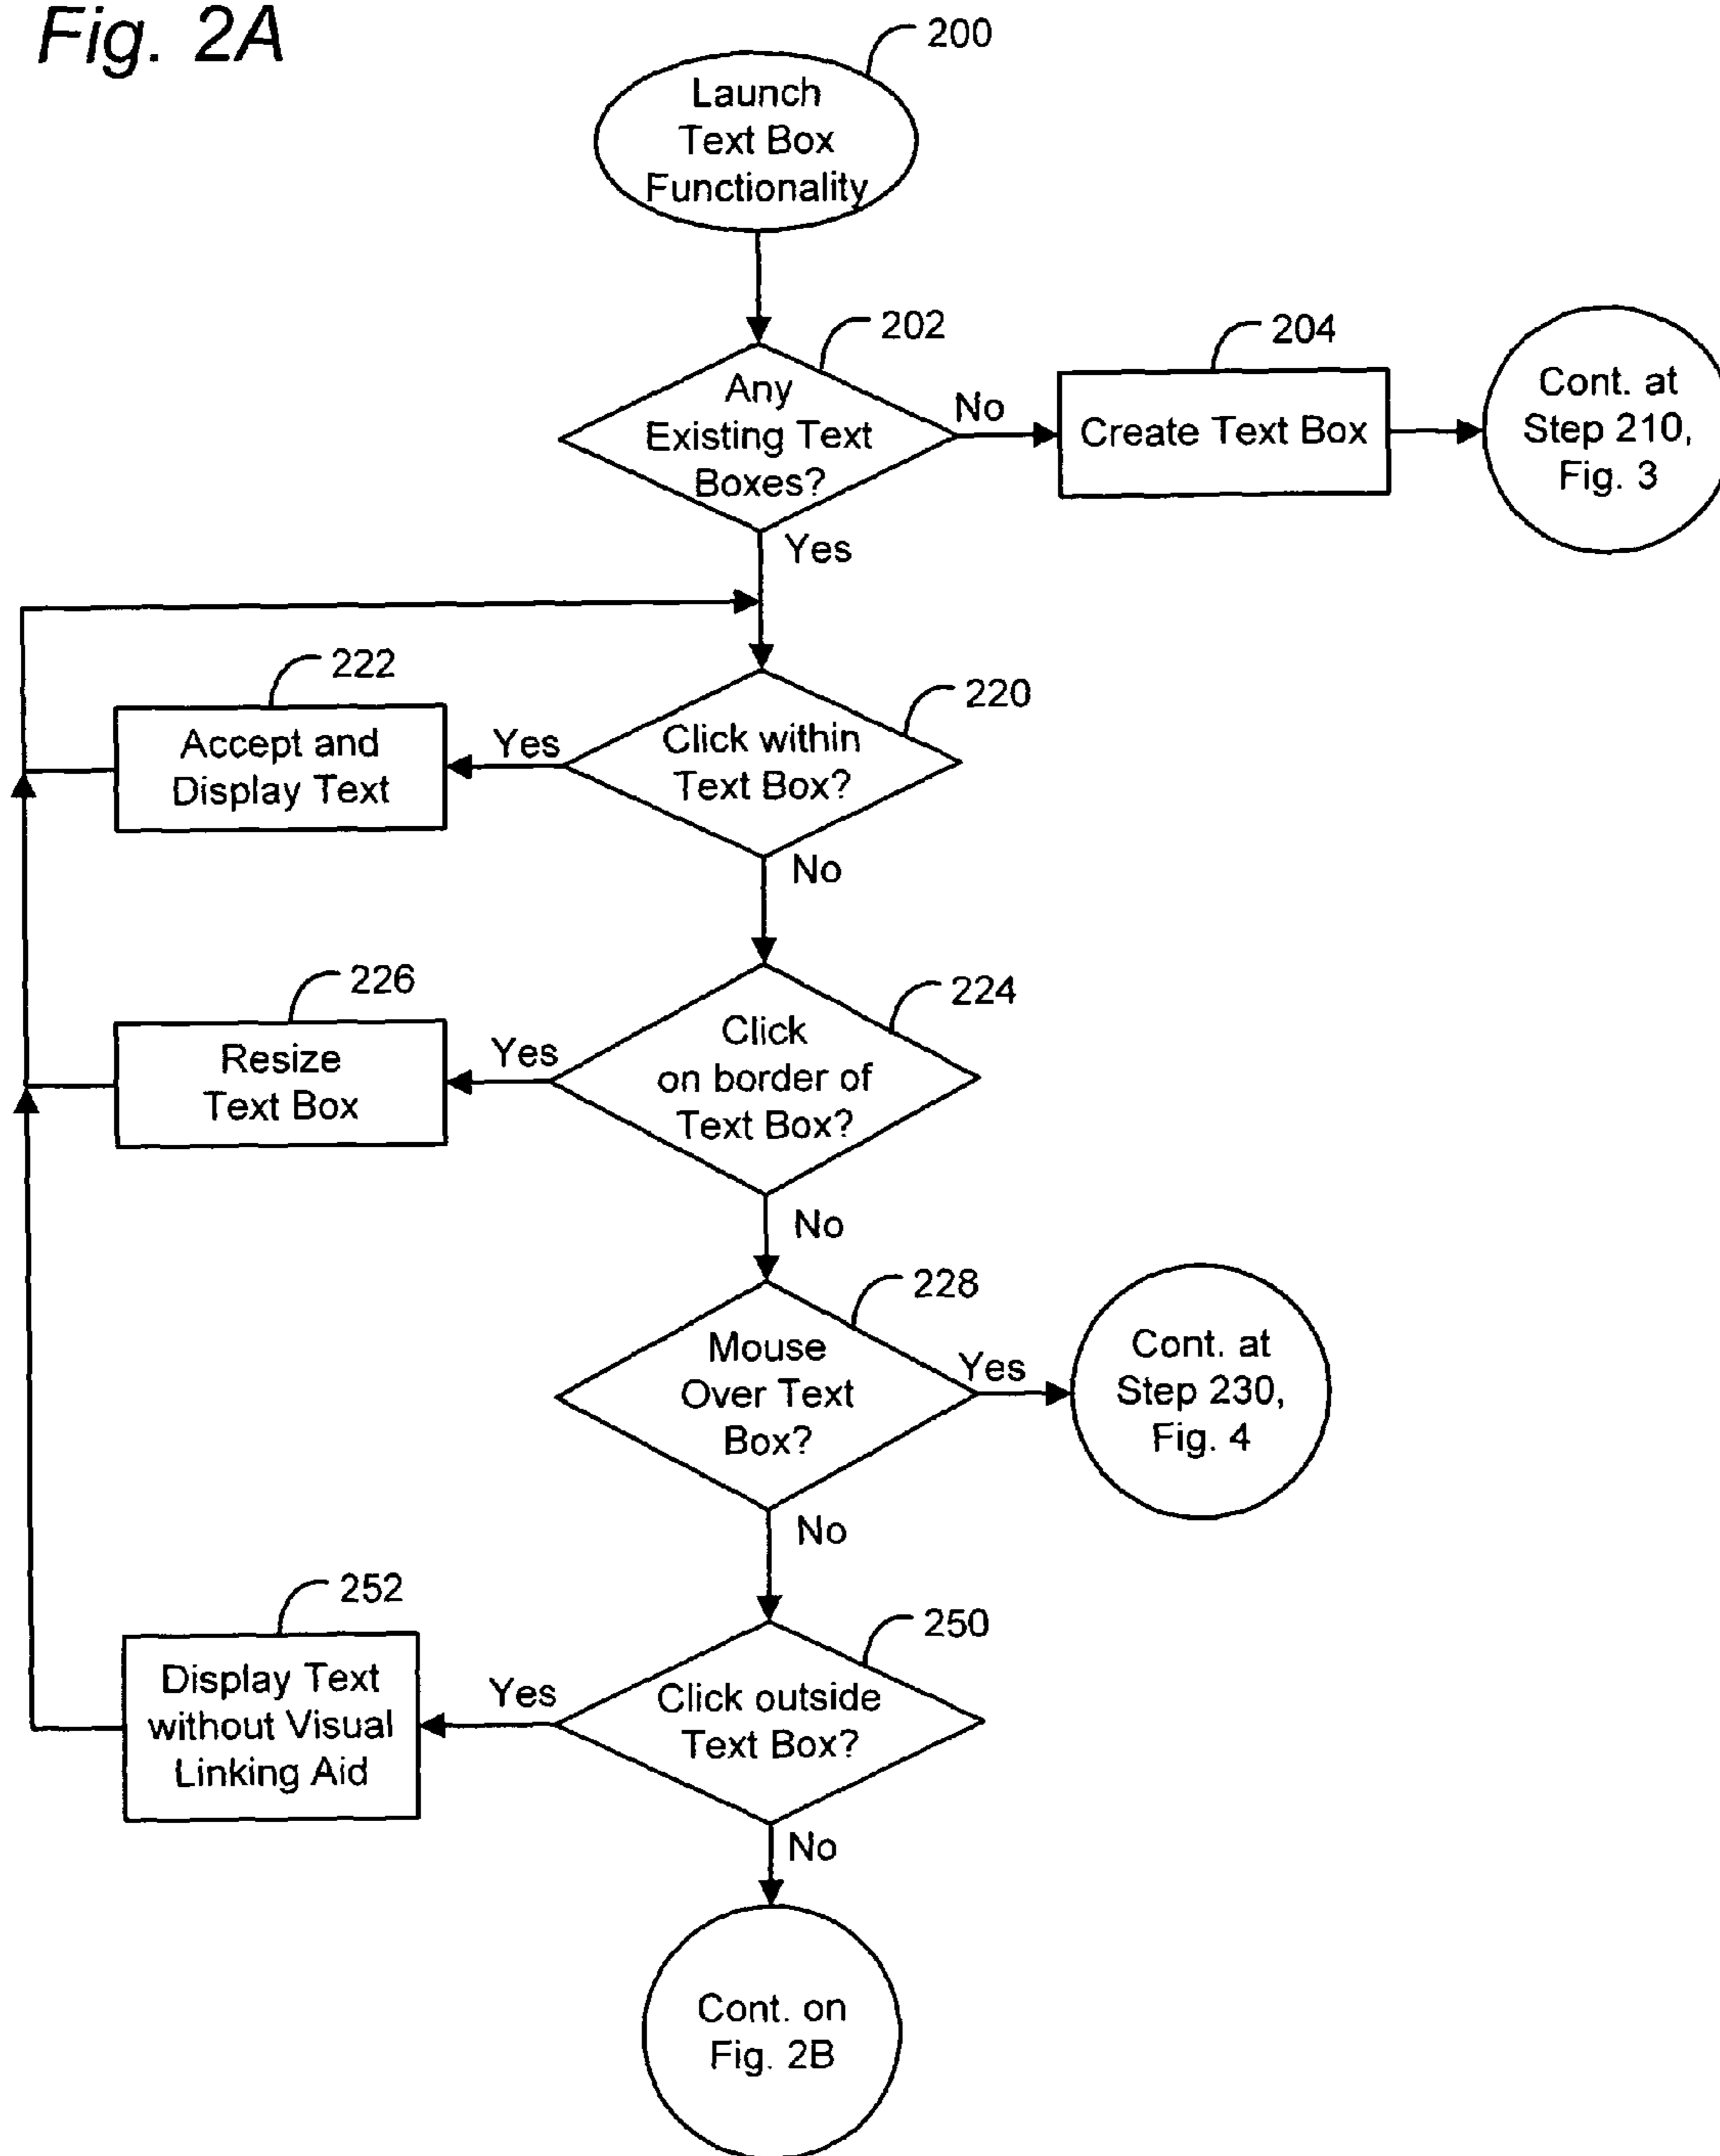 Fig. 2A
200
Launch
Text Box
Functionality
202
Any
Existing Text
Boxes?
No
204
Create Text Box
Cont. at
Step 210,
Fig. 3
Yes
222
Accept and
Display Text
Yes
220
Click within
Text Box?
No
226
Resize
Text Box
Yes
224
Click
on border of
Text Box?
No
228
Mouse
Over Text
Box?
Yes
Cont. at
Step 230,
Fig. 4
No
252
Display Text
without Visual
Linking Aid
Yes
250
Click outside
Text Box?
No
Cont. on
Fig. 2B